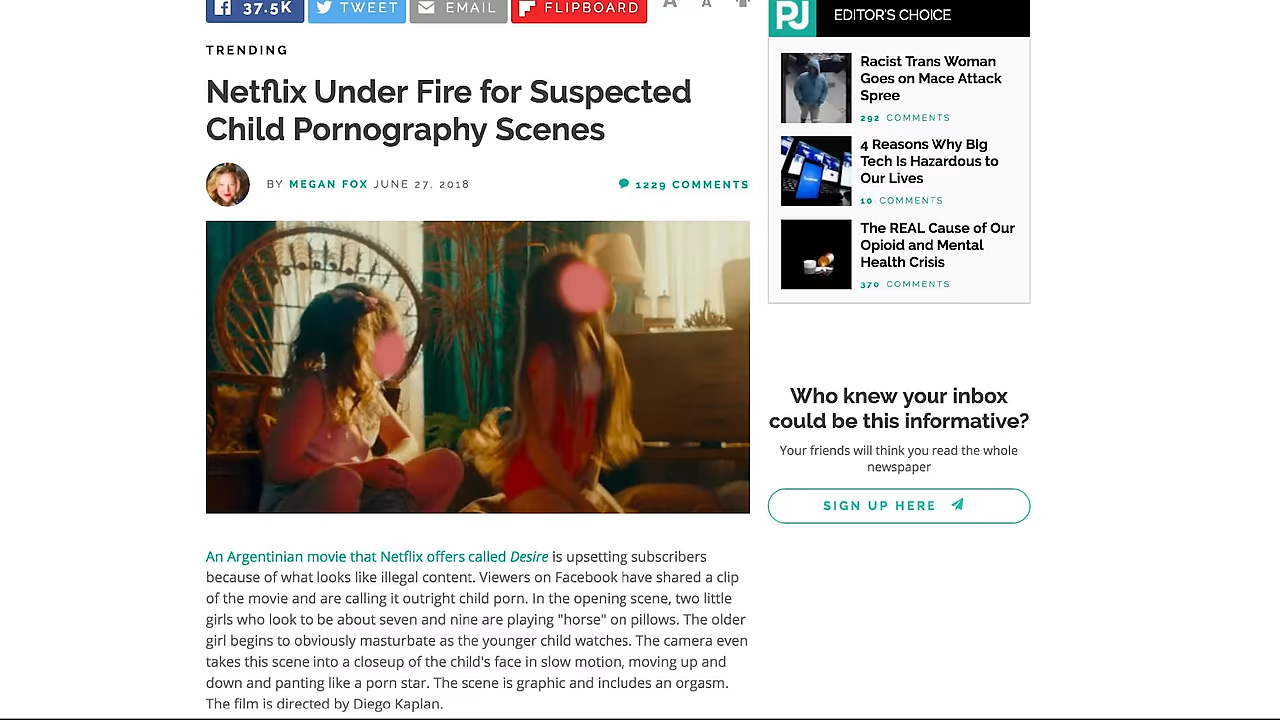 37.5K
TWEET
EMAIL
FLIPBOARD
A A
TRENDING
Netflix Under Fire for Suspected
Child Pornography Scenes
BY MEGAN FOX JUNE 27, 2018
1229 COMMENTS
An Argentinian movie that Netflix offers called Desire is upsetting subscribers
because of what looks like illegal content. Viewers on Facebook have shared a clip
of the movie and are calling it outright child porn. In the opening scene, two little
girls who look to be about seven and nine are playing "horse" on pillows. The older
girl begins to obviously masturbate as the younger child watches. The camera even
takes this scene into a closeup of the child's face in slow motion, moving up and
down and panting like a porn star. The scene is graphic and includes an orgasm.
The film is directed by Diego Kaplan.
PJ
EDITOR'S CHOICE
Racist Trans Woman
Goes on Mace Attack
Spree
292 COMMENTS
4 Reasons Why Big
Tech Is Hazardous to
Our Lives
10 COMMENTS
The REAL Cause of Our
Opioid and Mental
Health Crisis
370 COMMENTS
Who knew your inbox
could be this informative?
Your friends will think you read the whole
newspaper
SIGN UP HERE